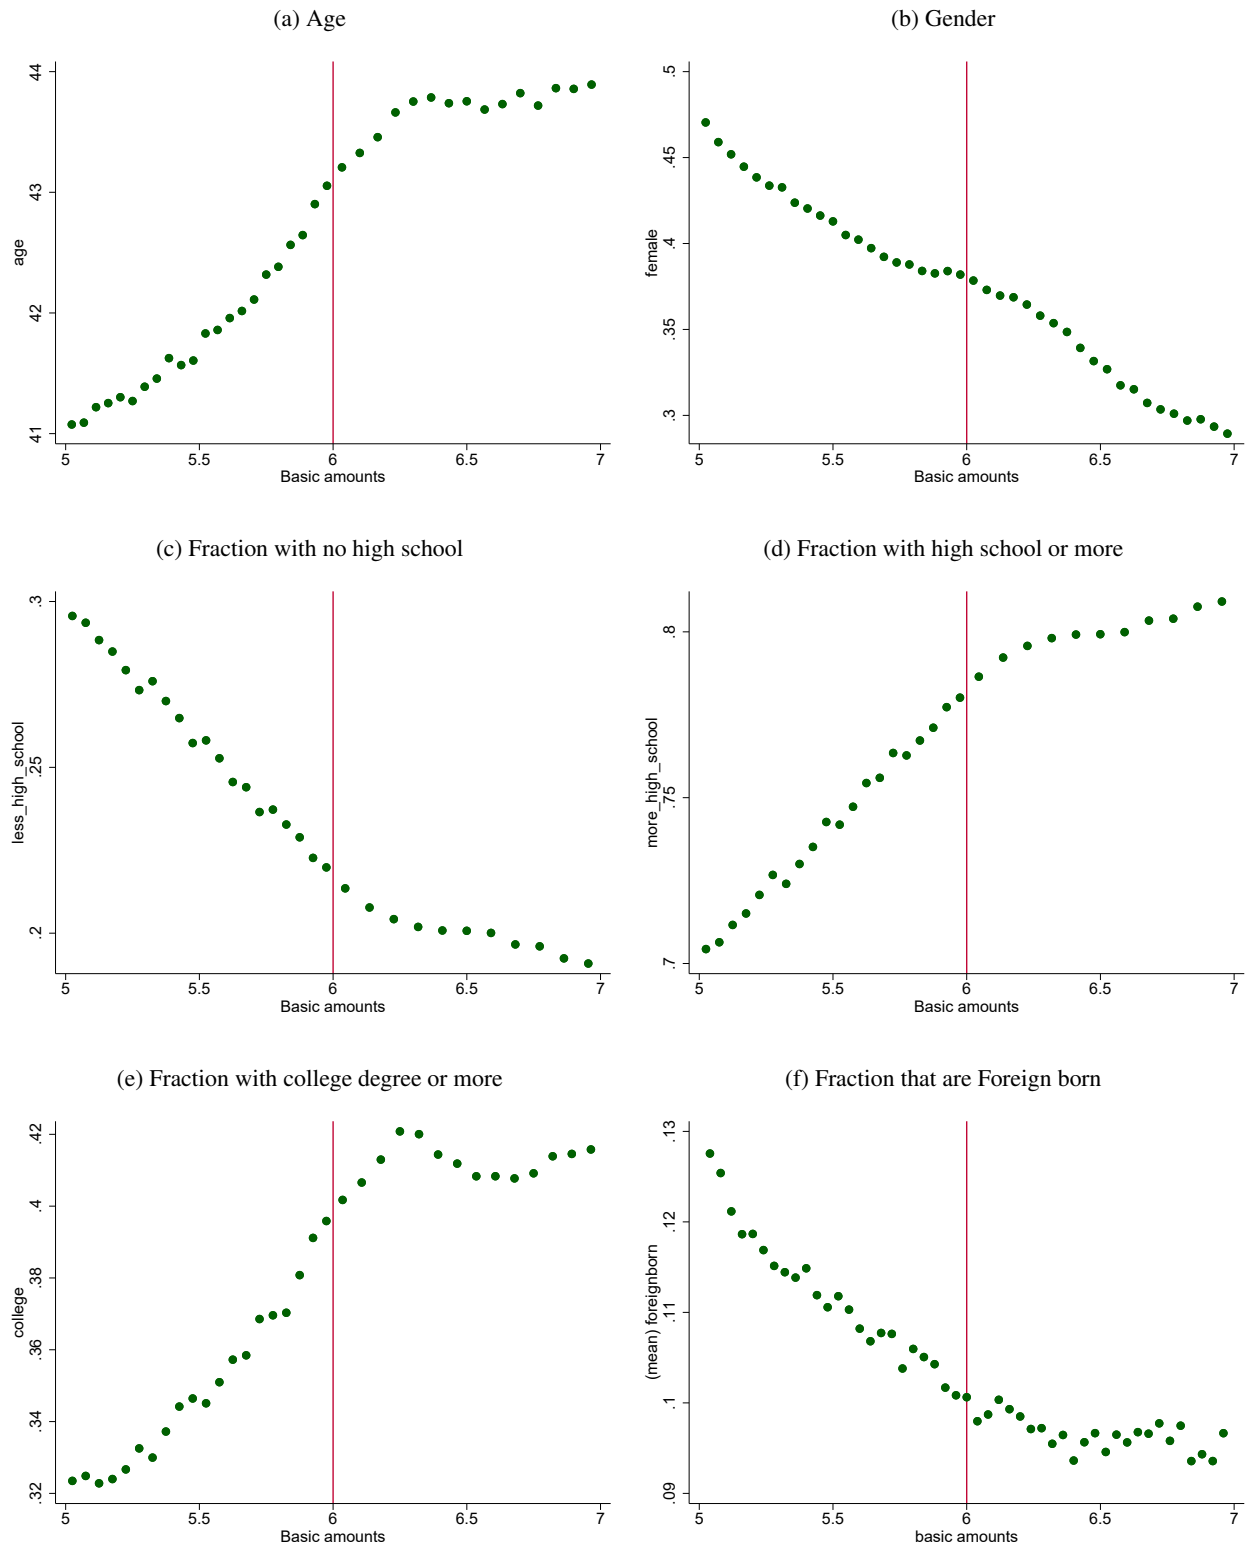 (a) Age
44
43
42
41
age
5 5.5 6 6.5 7
Basic amounts
(b) Gender
.5
.45
.4
.35
.3
female
5 5.5 6 6.5 7
Basic amounts
(c) Fraction with no high school
.3
.25
.2
less_high_school
5 5.5 6 6.5 7
Basic amounts
(d) Fraction with high school or more
.8
.75
.7
more_high_school
5 5.5 6 6.5 7
Basic amounts
(e) Fraction with college degree or more
.42
.4
.38
.36
.34
.32
college
5 5.5 6 6.5 7
Basic amounts
(f) Fraction that are Foreign born
.13
.12
.11
.1
.09
(mean) foreignborn
5 5.5 6 6.5 7
basic amounts